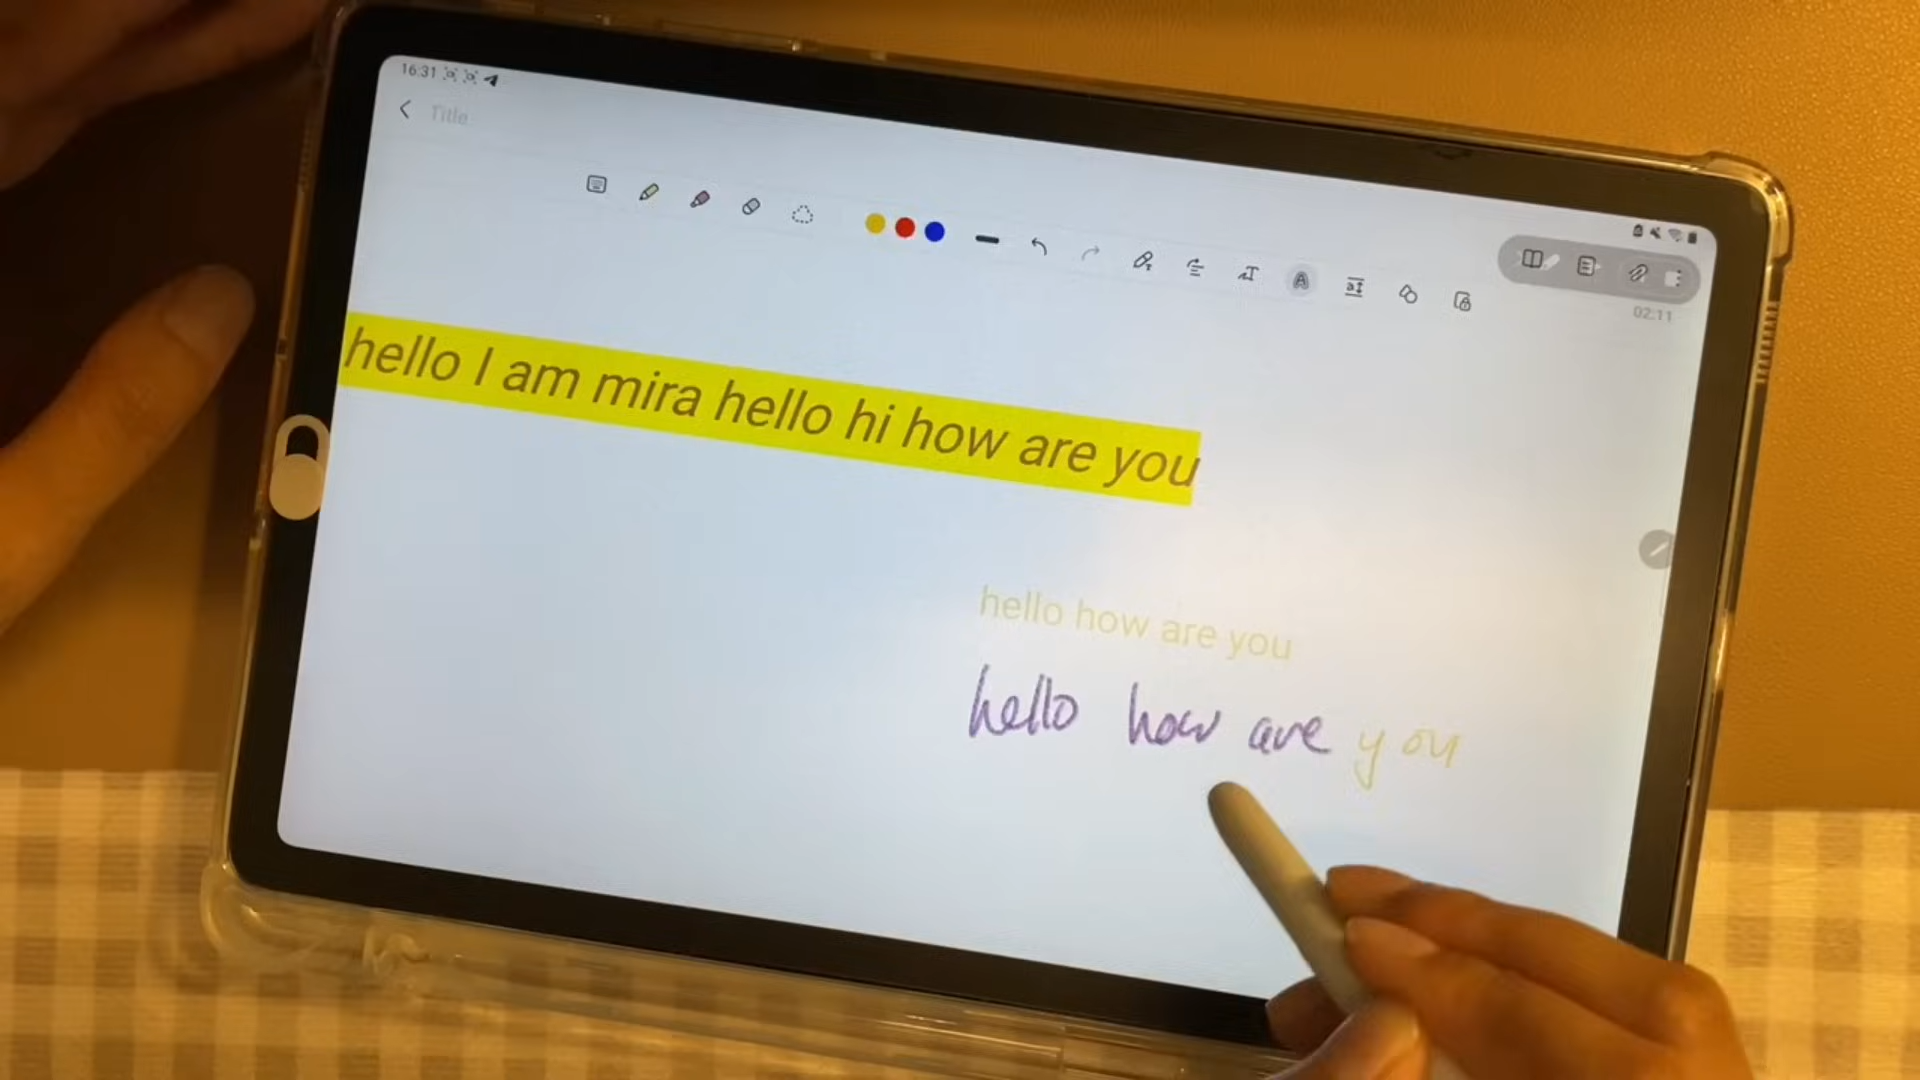 16:31
Title
02:11
hello I am mira hello hi how are you
hello how are you
hello how are you